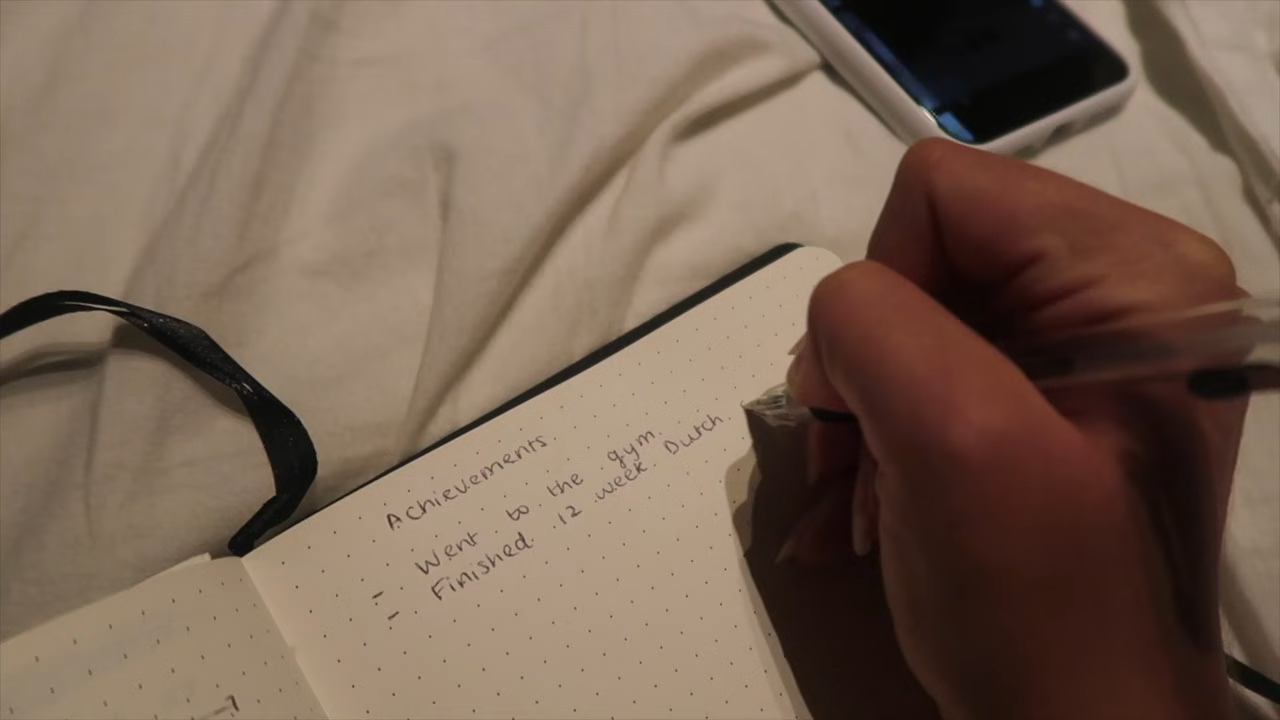 Achievements
- Went to the gym.
- Finished 12 week Dutch